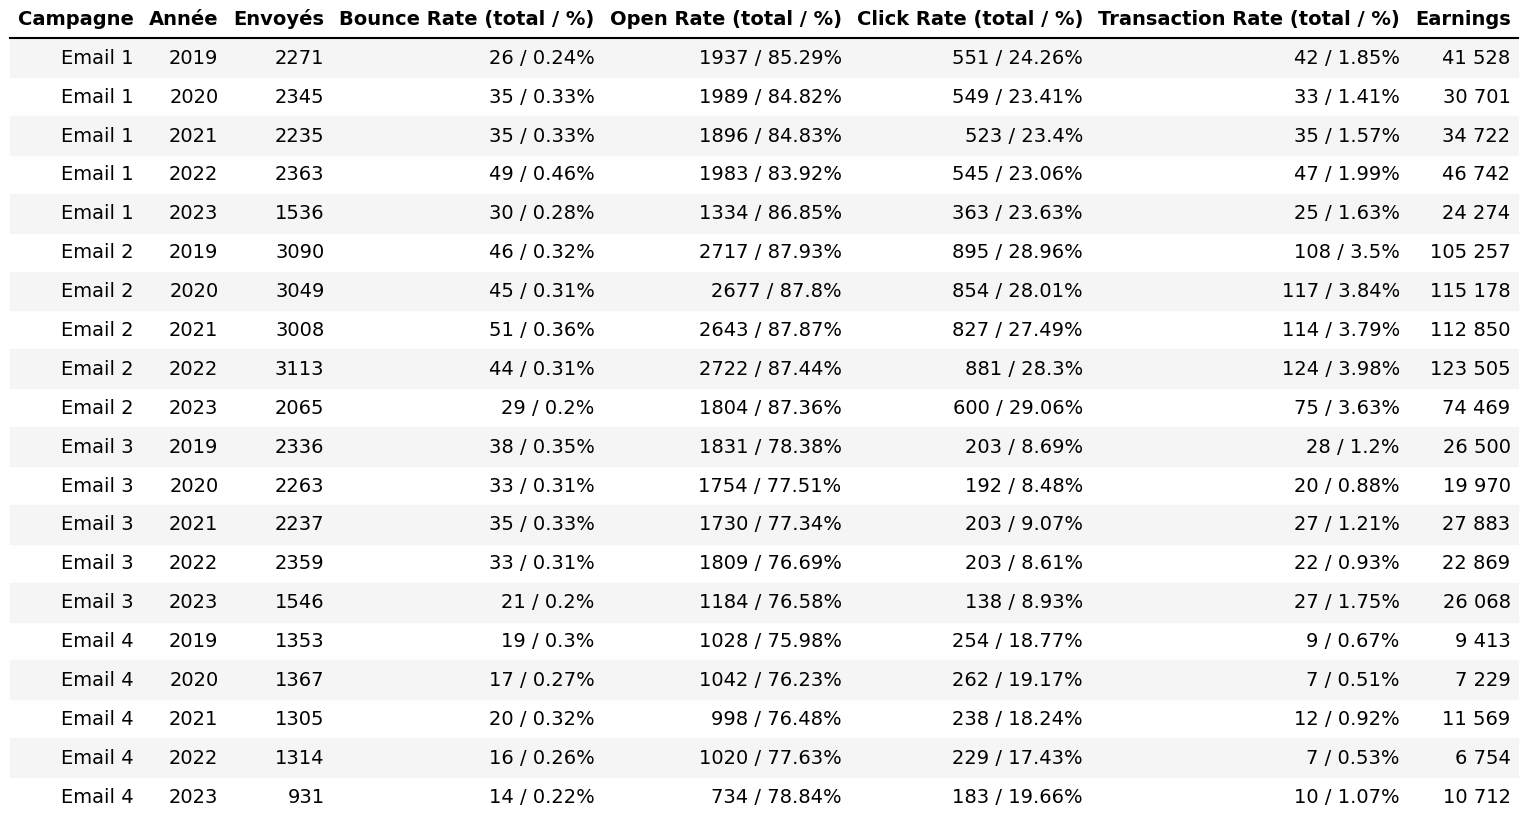 Campagne Année Envoyés Bounce Rate (total / %) Open Rate (total / %) Click Rate (total / %) Transaction Rate (total / %) Earnings
Email 1 2019 2271 26 / 0.24% 1937 / 85.29% 551 / 24.26% 42 / 1.85% 41 528
Email 1 2020 2345 35 / 0.33% 1989 / 84.82% 549 / 23.41% 33 / 1.41% 30 701
Email 1 2021 2235 35 / 0.33% 1896 / 84.83% 523 / 23.4% 35 / 1.57% 34 722
Email 1 2022 2363 49 / 0.46% 1983 / 83.92% 545 / 23.06% 47 / 1.99% 46 742
Email 1 2023 1536 30 / 0.28% 1334 / 86.85% 363 / 23.63% 25 / 1.63% 24 274
Email 2 2019 3090 46 / 0.32% 2717 / 87.93% 895 / 28.96% 108 / 3.5% 105 257
Email 2 2020 3049 45 / 0.31% 2677 / 87.8% 854 / 28.01% 117 / 3.84% 115 178
Email 2 2021 3008 51 / 0.36% 2643 / 87.87% 827 / 27.49% 114 / 3.79% 112 850
Email 2 2022 3113 44 / 0.31% 2722 / 87.44% 881 / 28.3% 124 / 3.98% 123 505
Email 2 2023 2065 29 / 0.2% 1804 / 87.36% 600 / 29.06% 75 / 3.63% 74 469
Email 3 2019 2336 38 / 0.35% 1831 / 78.38% 203 / 8.69% 28 / 1.2% 26 500
Email 3 2020 2263 33 / 0.31% 1754 / 77.51% 192 / 8.48% 20 / 0.88% 19 970
Email 3 2021 2237 35 / 0.33% 1730 / 77.34% 203 / 9.07% 27 / 1.21% 27 883
Email 3 2022 2359 33 / 0.31% 1809 / 76.69% 203 / 8.61% 22 / 0.93% 22 869
Email 3 2023 1546 21 / 0.2% 1184 / 76.58% 138 / 8.93% 27 / 1.75% 26 068
Email 4 2019 1353 19 / 0.3% 1028 / 75.98% 254 / 18.77% 9 / 0.67% 9 413
Email 4 2020 1367 17 / 0.27% 1042 / 76.23% 262 / 19.17% 7 / 0.51% 7 229
Email 4 2021 1305 20 / 0.32% 998 / 76.48% 238 / 18.24% 12 / 0.92% 11 569
Email 4 2022 1314 16 / 0.26% 1020 / 77.63% 229 / 17.43% 7 / 0.53% 6 754
Email 4 2023 931 14 / 0.22% 734 / 78.84% 183 / 19.66% 10 / 1.07% 10 712